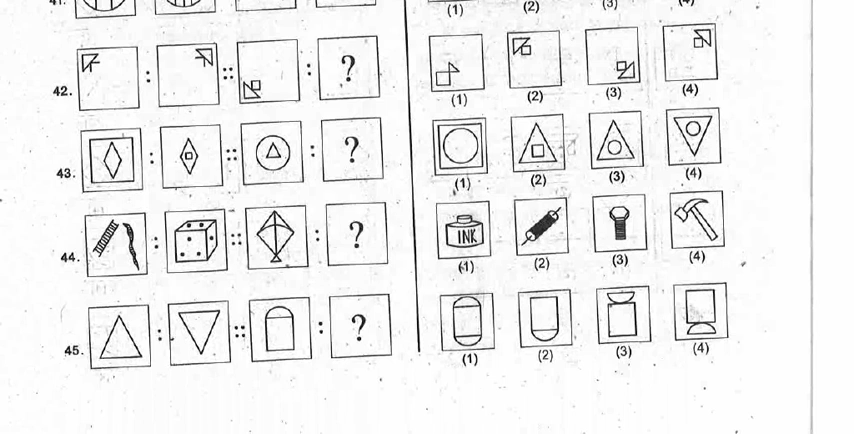 41.
(1) (2) (3) (4)
42. : :: : ?
(1) (2) (3) (4)
43. : :: : ?
(1) (2) (3) (4)
44. : :: : ?
INK
(1) (2) (3) (4)
45. : :: : ?
(1) (2) (3) (4)